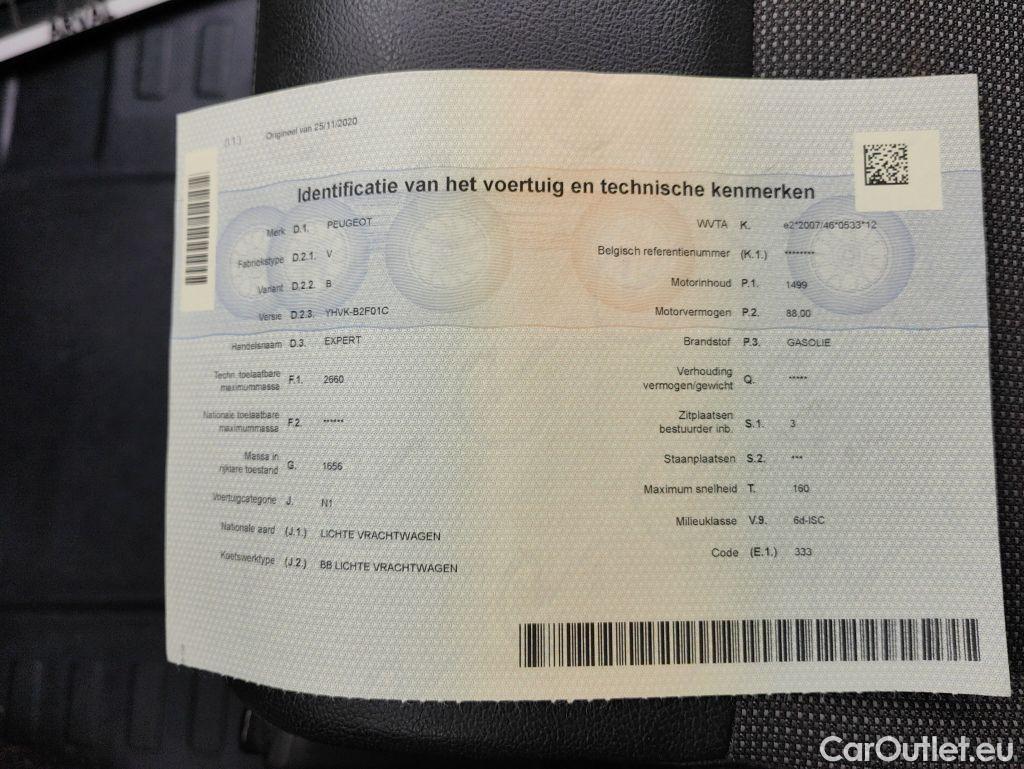 (I.1.) Origineel van 25/11/2020
Identificatie van het voertuig en technische kenmerken
Merk D.1. PEUGEOT
Fabriekstype D.2.1. V
Variant D.2.2. B
Versie D.2.3. YHVK-B2F01C
Handelsnaam D.3. EXPERT
Techn. toelaatbare
maximummassa F.1. 2660
Nationale toelaatbare
maximummassa F.2. ******
Massa in
rijklare toestand G. 1656
Voertuigcategorie J. N1
Nationale aard (J.1.) LICHTE VRACHTWAGEN
Koetswerktype (J.2.) BB LICHTE VRACHTWAGEN
WVTA K. e2*2007/46*0533*12
Belgisch referentienummer (K.1.) ********
Motorinhoud P.1. 1499
Motorvermogen P.2. 88,00
Brandstof P.3. GASOLIE
Verhouding
vermogen/gewicht Q. *****
Zitplaatsen
bestuurder inb. S.1. 3
Staanplaatsen S.2. ***
Maximum snelheid T. 160
Milieuklasse V.9. 6d-ISC
Code (E.1.) 333
CarOutlet.eu